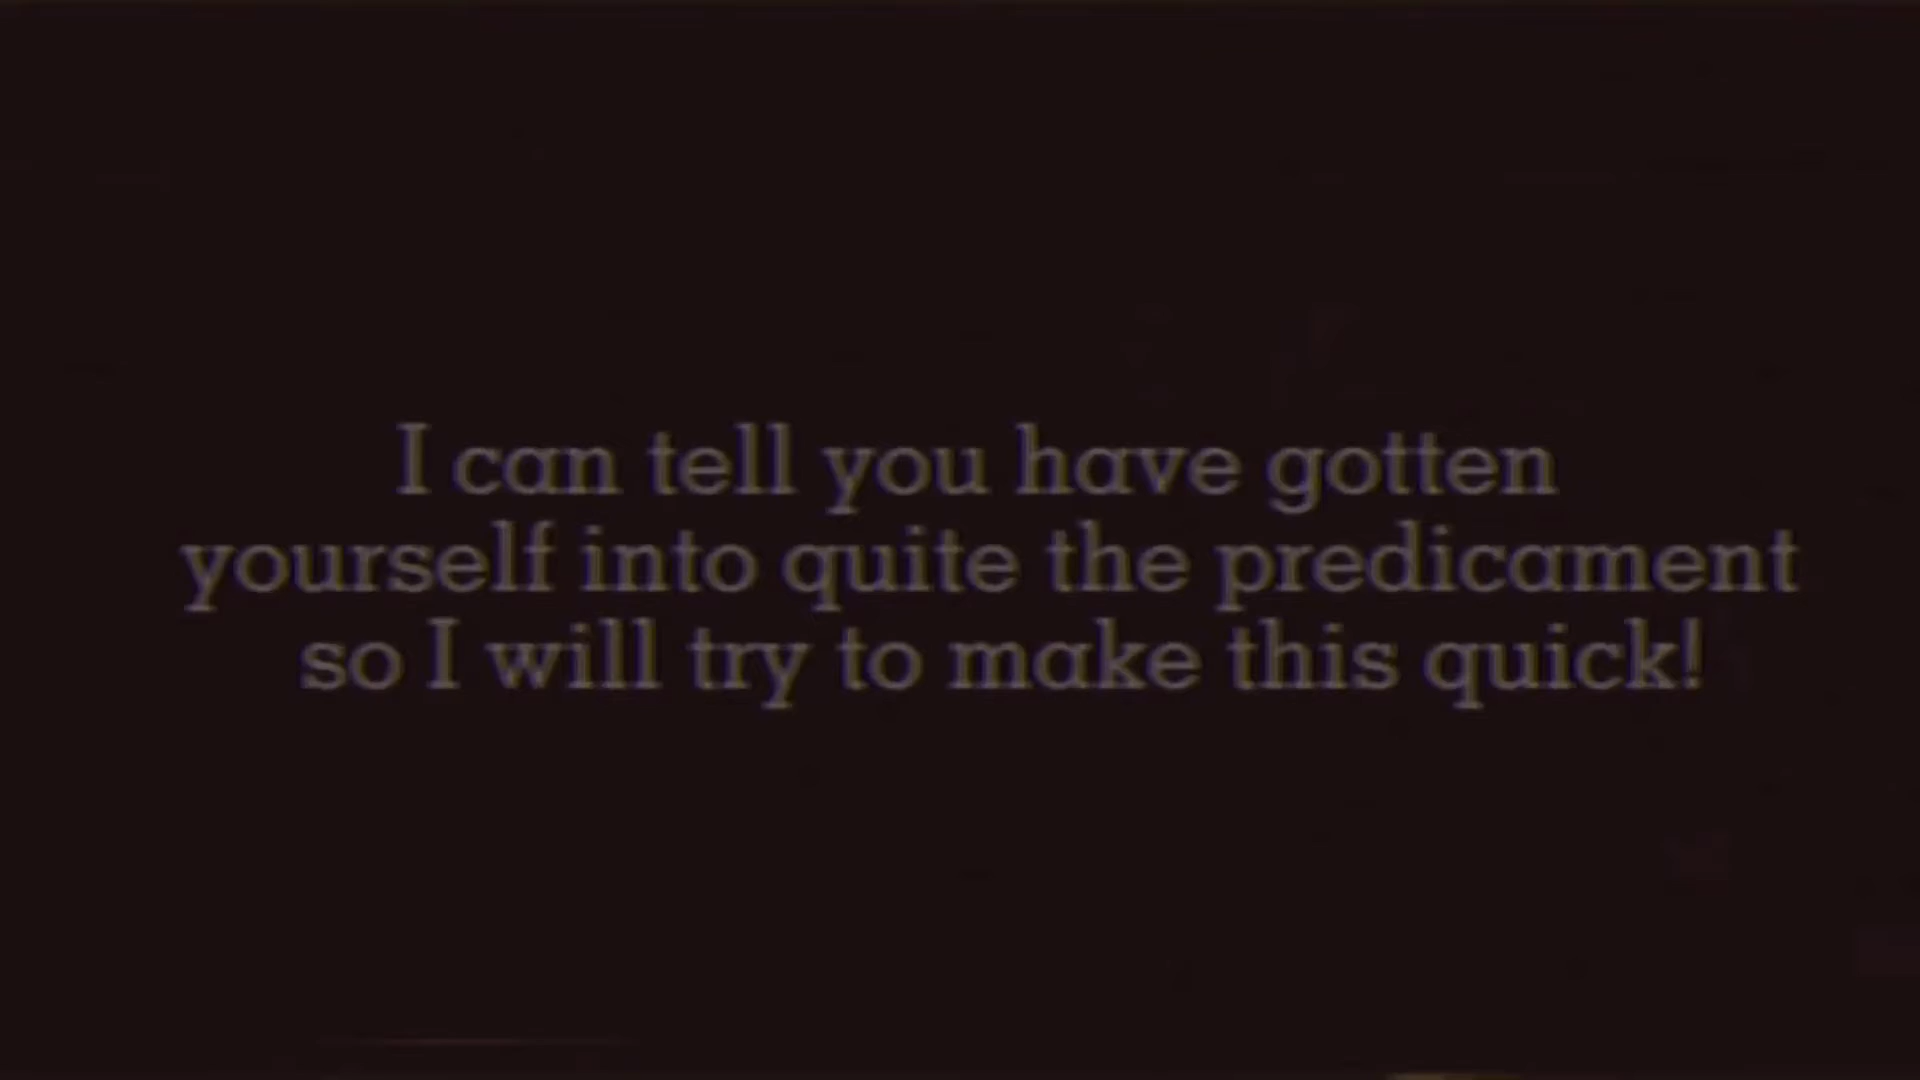 I can tell you have gotten
yourself into quite the predicament
so I will try to make this quick!